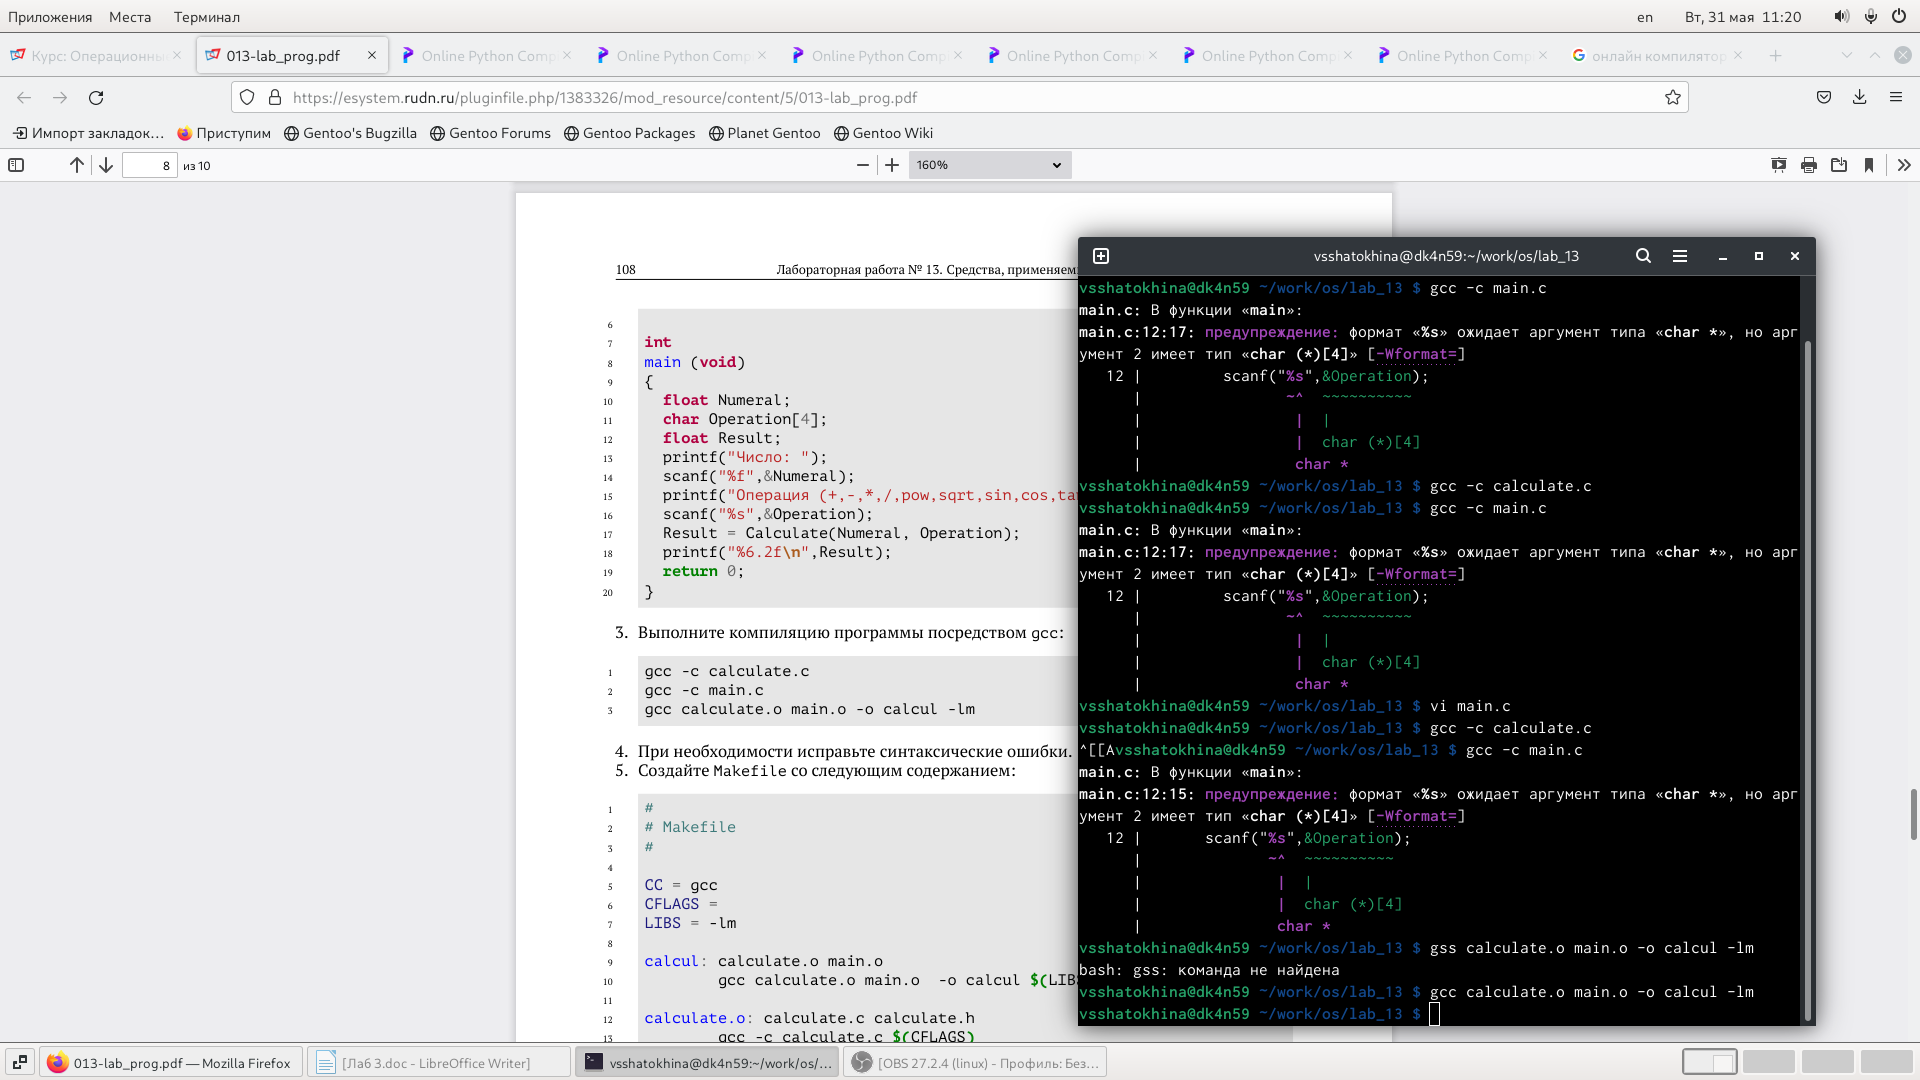 Приложения Места Терминал en Вт, 31 мая 11:20
Курс: Операционны 013-lab_prog.pdf Online Python Comp Online Python Comp Online Python Comp Online Python Comp Online Python Comp Online Python Comp онлайн компилятор
https://esystem.rudn.ru/pluginfile.php/1383326/mod_resource/content/5/013-lab_prog.pdf
Импорт закладок… Приступим Gentoo's Bugzilla Gentoo Forums Gentoo Packages Planet Gentoo Gentoo Wiki
8 из 10 160%
108 Лабораторная работа № 13. Средства, применяем
6
7 int
8 main (void)
9 {
10 float Numeral;
11 char Operation[4];
12 float Result;
13 printf("Число: ");
14 scanf("%f",&Numeral);
15 printf("Операция (+,-,*,/,pow,sqrt,sin,cos,ta
16 scanf("%s",&Operation);
17 Result = Calculate(Numeral, Operation);
18 printf("%6.2f\n",Result);
19 return 0;
20 }
3. Выполните компиляцию программы посредством gcc:
1 gcc -c calculate.c
2 gcc -c main.c
3 gcc calculate.o main.o -o calcul -lm
4. При необходимости исправьте синтаксические ошибки.
5. Создайте Makefile со следующим содержанием:
1 #
2 # Makefile
3 #
4
5 CC = gcc
6 CFLAGS =
7 LIBS = -lm
8
9 calcul: calculate.o main.o
10 gcc calculate.o main.o -o calcul $(LIB
11
12 calculate.o: calculate.c calculate.h
13 gcc -c calculate.c $(CFLAGS)
vsshatokhina@dk4n59:~/work/os/lab_13
vsshatokhina@dk4n59 ~/work/os/lab_13 $ gcc -c main.c
main.c: В функции «main»:
main.c:12:17: предупреждение: формат «%s» ожидает аргумент типа «char *», но арг
умент 2 имеет тип «char (*)[4]» [-Wformat=]
12 | scanf("%s",&Operation);
| ~^ ~~~~~~~~~~
| | |
| | char (*)[4]
| char *
vsshatokhina@dk4n59 ~/work/os/lab_13 $ gcc -c calculate.c
vsshatokhina@dk4n59 ~/work/os/lab_13 $ gcc -c main.c
main.c: В функции «main»:
main.c:12:17: предупреждение: формат «%s» ожидает аргумент типа «char *», но арг
умент 2 имеет тип «char (*)[4]» [-Wformat=]
12 | scanf("%s",&Operation);
| ~^ ~~~~~~~~~~
| | |
| | char (*)[4]
| char *
vsshatokhina@dk4n59 ~/work/os/lab_13 $ vi main.c
vsshatokhina@dk4n59 ~/work/os/lab_13 $ gcc -c calculate.c
^[[Avsshatokhina@dk4n59 ~/work/os/lab_13 $ gcc -c main.c
main.c: В функции «main»:
main.c:12:15: предупреждение: формат «%s» ожидает аргумент типа «char *», но арг
умент 2 имеет тип «char (*)[4]» [-Wformat=]
12 | scanf("%s",&Operation);
| ~^ ~~~~~~~~~~
| | |
| | char (*)[4]
| char *
vsshatokhina@dk4n59 ~/work/os/lab_13 $ gss calculate.o main.o -o calcul -lm
bash: gss: команда не найдена
vsshatokhina@dk4n59 ~/work/os/lab_13 $ gcc calculate.o main.o -o calcul -lm
vsshatokhina@dk4n59 ~/work/os/lab_13 $
013-lab_prog.pdf — Mozilla Firefox [Лаб 3.doc - LibreOffice Writer] vsshatokhina@dk4n59:~/work/os/… [OBS 27.2.4 (linux) - Профиль: Без…